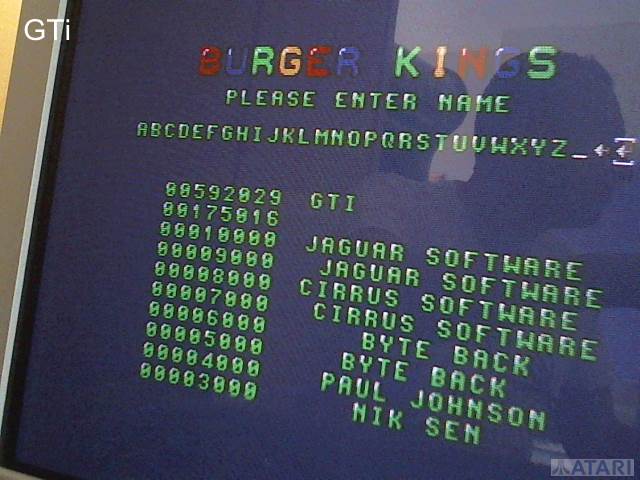 GTi
BURGER KINGS
PLEASE ENTER NAME
ABCDEFGHIJKLMNOPQRSTUVWXYZ_←
00592029 GTI
00175016
00010000 JAGUAR SOFTWARE
00009000 JAGUAR SOFTWARE
00008000 CIRRUS SOFTWARE
00007000 CIRRUS SOFTWARE
00006000 BYTE BACK
00005000 BYTE BACK
00004000 PAUL JOHNSON
00003000 NIK SEN
ATARI